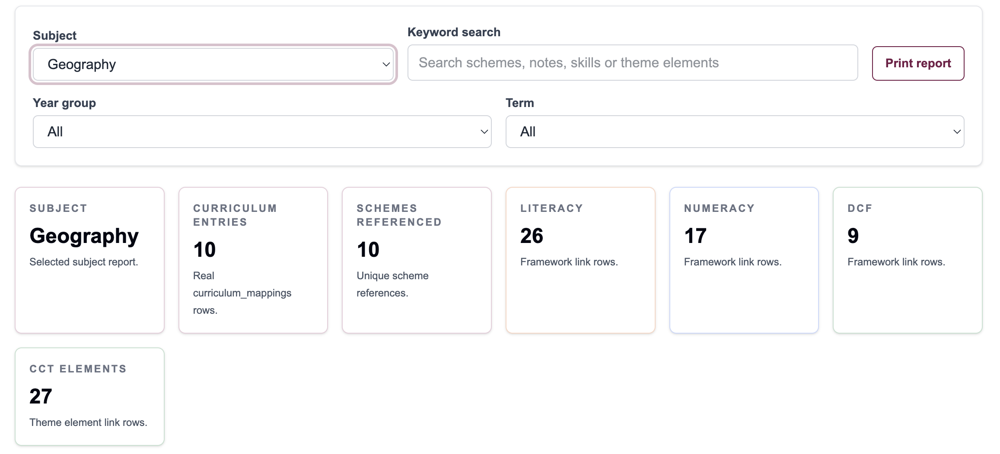 Subject
Geography
Keyword search
Search schemes, notes, skills or theme elements
Print report
Year group
All
Term
All
SUBJECT
Geography
Selected subject report.
CURRICULUM
ENTRIES
10
Real
curriculum_mappings
rows.
SCHEMES
REFERENCED
10
Unique scheme
references.
LITERACY
26
Framework link rows.
NUMERACY
17
Framework link rows.
DCF
9
Framework link rows.
CCT ELEMENTS
27
Theme element link rows.